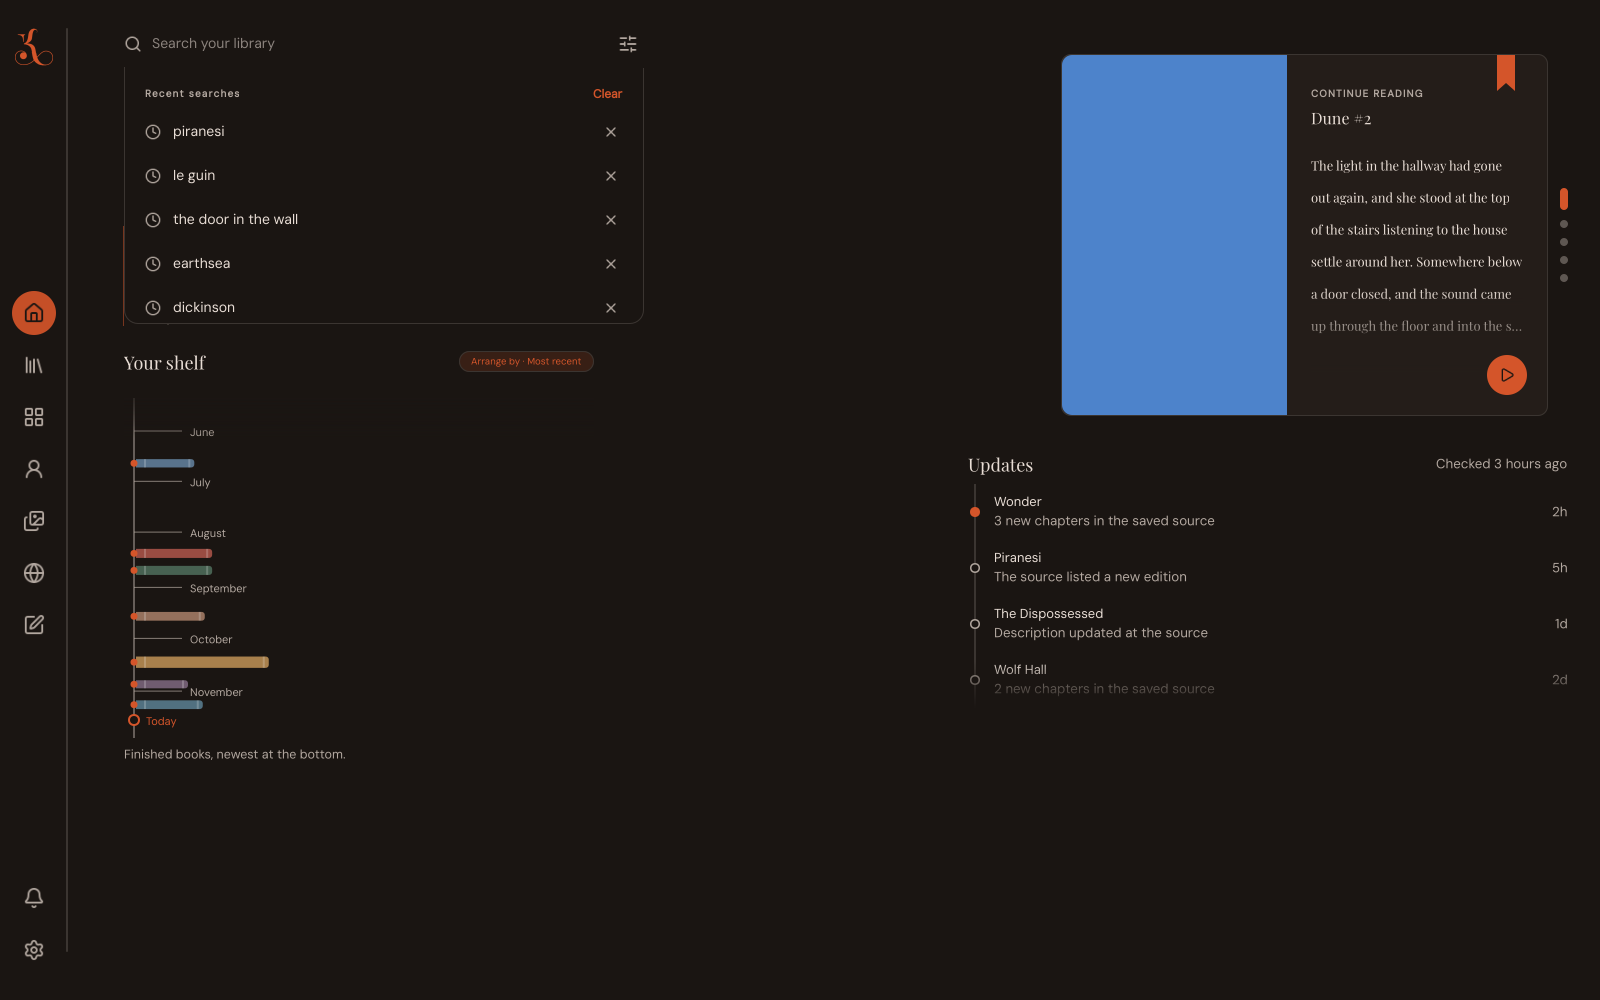 Search your library
Recent searches
Clear
piranesi
le guin
the door in the wall
earthsea
dickinson
Your shelf
Arrange by · Most recent
June
July
August
September
October
November
Today
Finished books, newest at the bottom.
CONTINUE READING
Dune #2
The light in the hallway had gone
out again, and she stood at the top
of the stairs listening to the house
settle around her. Somewhere below
a door closed, and the sound came
up through the floor and into the s...
Updates
Checked 3 hours ago
Wonder
3 new chapters in the saved source
2h
Piranesi
The source listed a new edition
5h
The Dispossessed
Description updated at the source
1d
Wolf Hall
2 new chapters in the saved source
2d